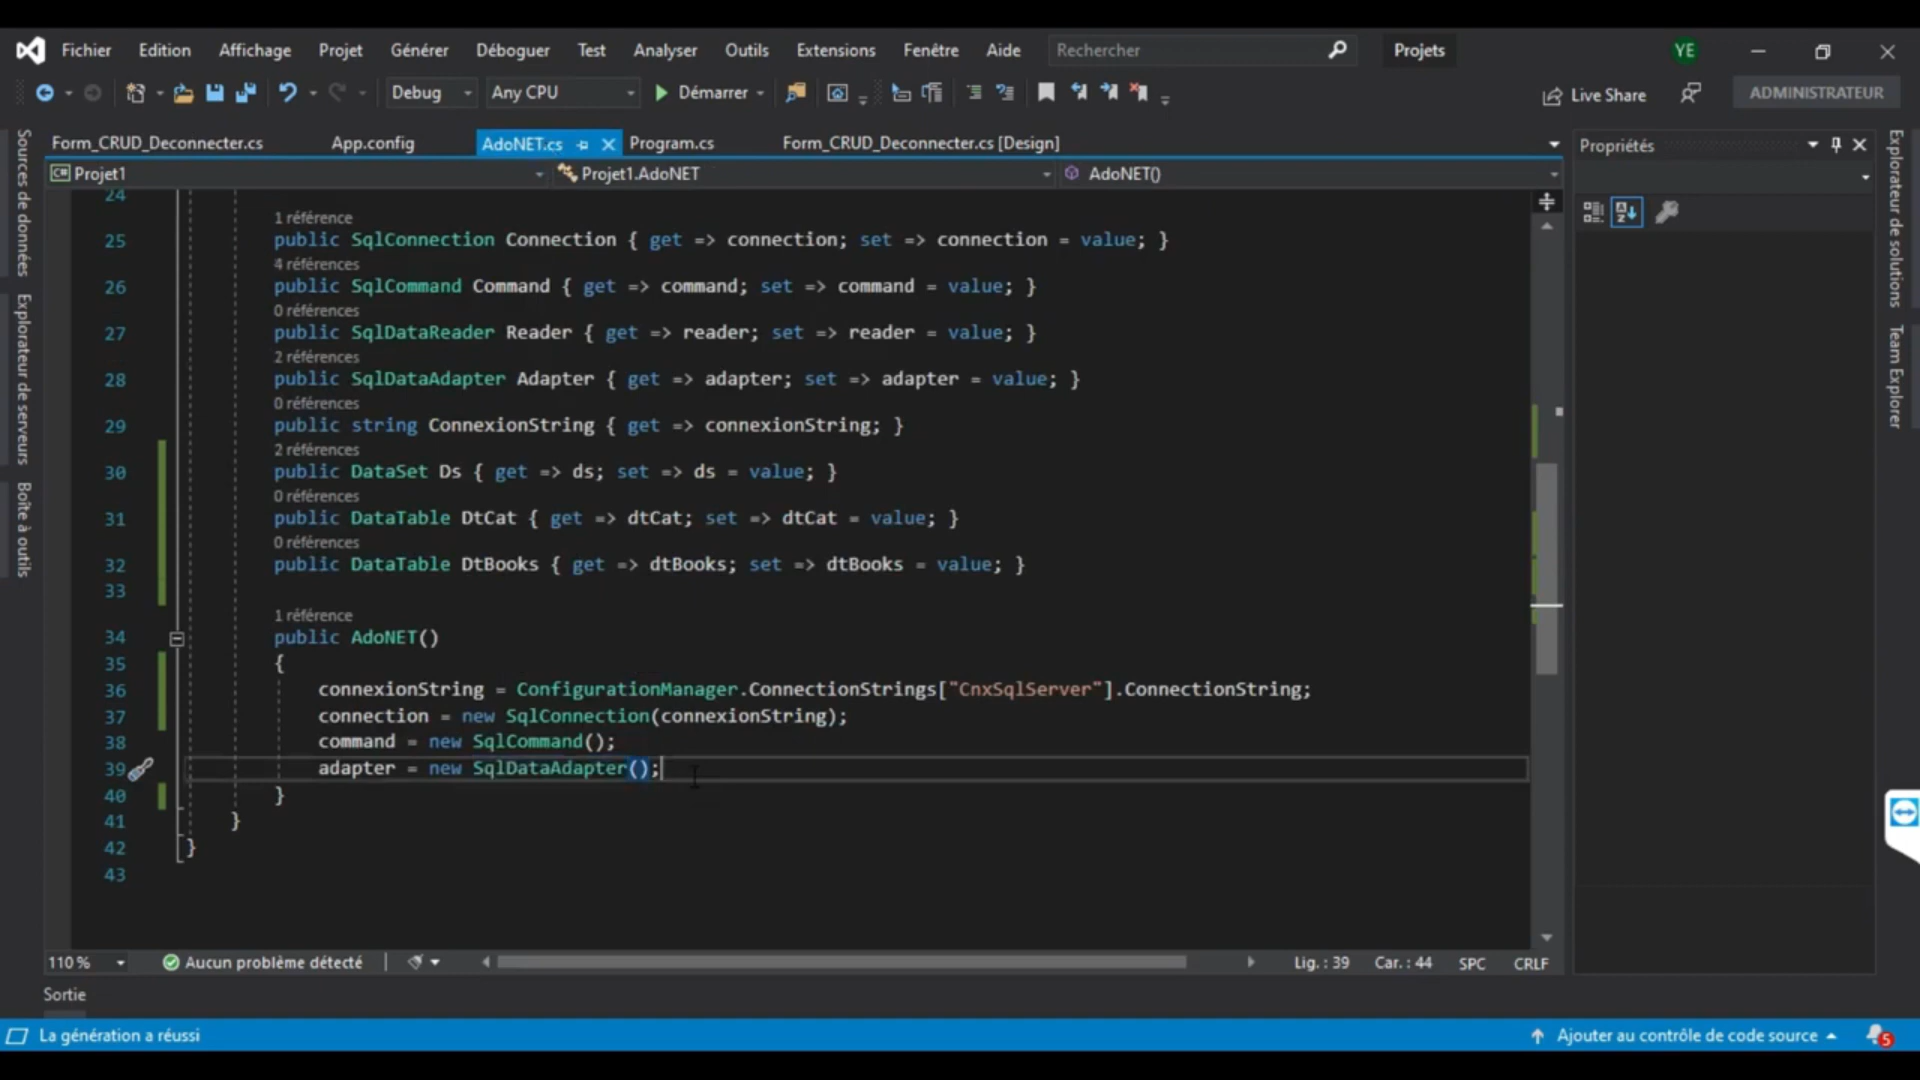 Fichier Edition Affichage Projet Générer Déboguer Test Analyser Outils Extensions Fenêtre Aide Rechercher Projets YE
Debug Any CPU Démarrer Live Share ADMINISTRATEUR
Form_CRUD_Deconnecter.cs App.config AdoNET.cs Program.cs Form_CRUD_Deconnecter.cs [Design]
Projet1 Projet1.AdoNET AdoNET()
Propriétés
Sources de données
Explorateur de serveurs
Boîte à outils
24
1 référence
25 public SqlConnection Connection { get => connection; set => connection = value; }
4 références
26 public SqlCommand Command { get => command; set => command = value; }
0 références
27 public SqlDataReader Reader { get => reader; set => reader = value; }
2 références
28 public SqlDataAdapter Adapter { get => adapter; set => adapter = value; }
0 références
29 public string ConnexionString { get => connexionString; }
2 références
30 public DataSet Ds { get => ds; set => ds = value; }
0 références
31 public DataTable DtCat { get => dtCat; set => dtCat = value; }
0 références
32 public DataTable DtBooks { get => dtBooks; set => dtBooks = value; }
33
1 référence
34 public AdoNET()
35 {
36 connexionString = ConfigurationManager.ConnectionStrings["CnxSqlServer"].ConnectionString;
37 connection = new SqlConnection(connexionString);
38 command = new SqlCommand();
39 adapter = new SqlDataAdapter();
40 }
41 }
42 }
43
Explorateur de solutions
Team Explorer
110 % Aucun problème détecté Lig. : 39 Car. : 44 SPC CRLF
Sortie
La génération a réussi Ajouter au contrôle de code source 5